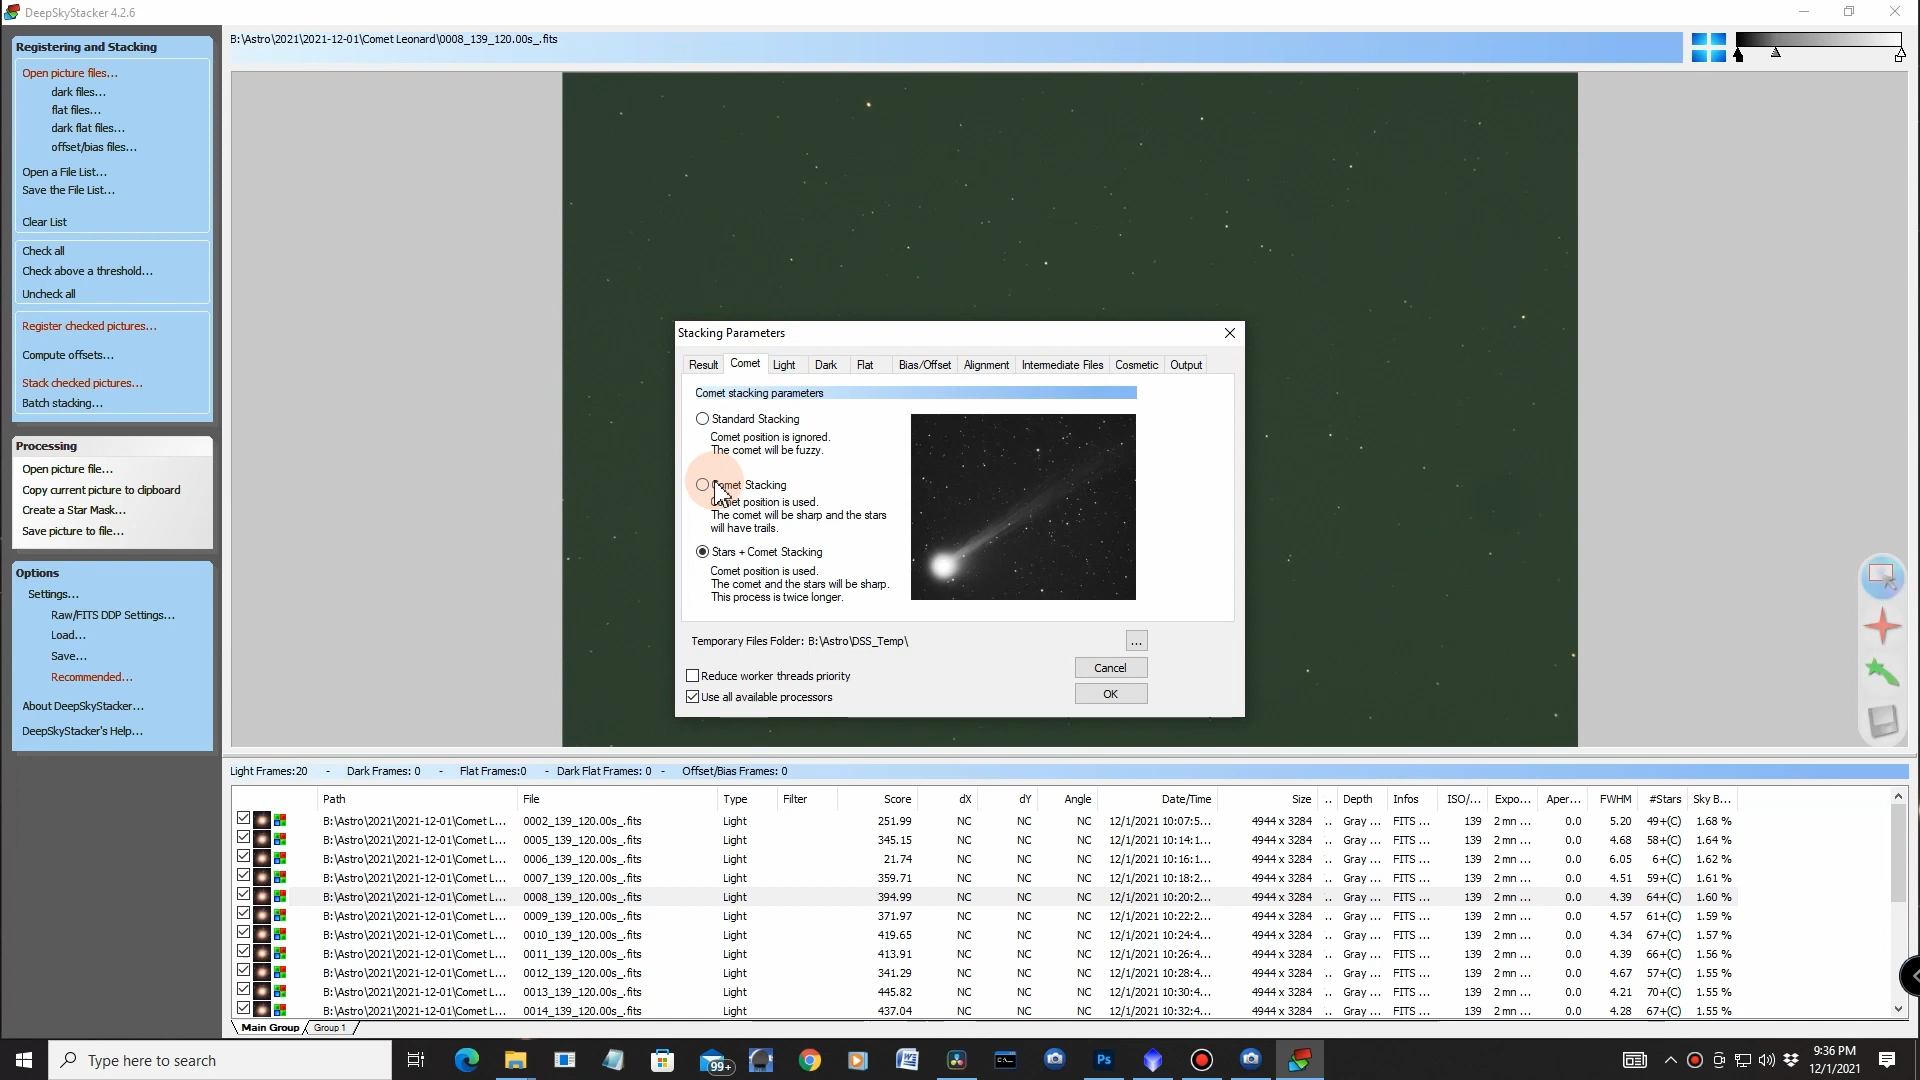 DeepSkyStacker 4.2.6
Registering and Stacking
Open picture files...
dark files...
flat files...
dark flat files...
offset/bias files...
Open a File List...
Save the File List...
Clear List
Check all
Check above a threshold...
Uncheck all
Register checked pictures...
Compute offsets...
Stack checked pictures...
Batch stacking...
Processing
Open picture file...
Copy current picture to clipboard
Create a Star Mask...
Save picture to file...
Options
Settings...
Raw/FITS DDP Settings...
Load...
Save...
Recommended...
About DeepSkyStacker...
DeepSkyStacker's Help...
B:\Astro\2021\2021-12-01\Comet Leonard\0008_139_120.00s_.fits
Stacking Parameters
Result Comet Light Dark Flat Bias/Offset Alignment Intermediate Files Cosmetic Output
Comet stacking parameters
Standard Stacking
Comet position is ignored.
The comet will be fuzzy.
Comet Stacking
Comet position is used.
The comet will be sharp and the stars
will have trails.
Stars + Comet Stacking
Comet position is used.
The comet and the stars will be sharp.
This process is twice longer.
Temporary Files Folder: B:\Astro\DSS_Temp\
...
Reduce worker threads priority
Use all available processors
Cancel
OK
Light Frames:20 - Dark Frames: 0 - Flat Frames:0 - Dark Flat Frames: 0 - Offset/Bias Frames: 0
Path File Type Filter Score dX dY Angle Date/Time Size .. Depth Infos ISO/... Expo... Aper... FWHM #Stars Sky B...
B:\Astro\2021\2021-12-01\Comet L... 0002_139_120.00s_.fits Light 251.99 NC NC NC 12/1/2021 10:07:5... 4944 x 3284 .. Gray ... FITS ... 139 2 mn ... 0.0 5.20 49+(C) 1.68 %
B:\Astro\2021\2021-12-01\Comet L... 0005_139_120.00s_.fits Light 345.15 NC NC NC 12/1/2021 10:14:1... 4944 x 3284 .. Gray ... FITS ... 139 2 mn ... 0.0 4.68 58+(C) 1.64 %
B:\Astro\2021\2021-12-01\Comet L... 0006_139_120.00s_.fits Light 21.74 NC NC NC 12/1/2021 10:16:1... 4944 x 3284 .. Gray ... FITS ... 139 2 mn ... 0.0 6.05 6+(C) 1.62 %
B:\Astro\2021\2021-12-01\Comet L... 0007_139_120.00s_.fits Light 359.71 NC NC NC 12/1/2021 10:18:2... 4944 x 3284 .. Gray ... FITS ... 139 2 mn ... 0.0 4.51 59+(C) 1.61 %
B:\Astro\2021\2021-12-01\Comet L... 0008_139_120.00s_.fits Light 394.99 NC NC NC 12/1/2021 10:20:2... 4944 x 3284 .. Gray ... FITS ... 139 2 mn ... 0.0 4.39 64+(C) 1.60 %
B:\Astro\2021\2021-12-01\Comet L... 0009_139_120.00s_.fits Light 371.97 NC NC NC 12/1/2021 10:22:2... 4944 x 3284 .. Gray ... FITS ... 139 2 mn ... 0.0 4.57 61+(C) 1.59 %
B:\Astro\2021\2021-12-01\Comet L... 0010_139_120.00s_.fits Light 419.65 NC NC NC 12/1/2021 10:24:4... 4944 x 3284 .. Gray ... FITS ... 139 2 mn ... 0.0 4.34 67+(C) 1.57 %
B:\Astro\2021\2021-12-01\Comet L... 0011_139_120.00s_.fits Light 413.91 NC NC NC 12/1/2021 10:26:4... 4944 x 3284 .. Gray ... FITS ... 139 2 mn ... 0.0 4.39 66+(C) 1.56 %
B:\Astro\2021\2021-12-01\Comet L... 0012_139_120.00s_.fits Light 341.29 NC NC NC 12/1/2021 10:28:4... 4944 x 3284 .. Gray ... FITS ... 139 2 mn ... 0.0 4.67 57+(C) 1.55 %
B:\Astro\2021\2021-12-01\Comet L... 0013_139_120.00s_.fits Light 445.82 NC NC NC 12/1/2021 10:30:4... 4944 x 3284 .. Gray ... FITS ... 139 2 mn ... 0.0 4.21 70+(C) 1.55 %
B:\Astro\2021\2021-12-01\Comet L... 0014_139_120.00s_.fits Light 437.04 NC NC NC 12/1/2021 10:32:4... 4944 x 3284 .. Gray ... FITS ... 139 2 mn ... 0.0 4.28 67+(C) 1.55 %
Main Group Group 1
Type here to search
99+
Ps
9:36 PM
12/1/2021